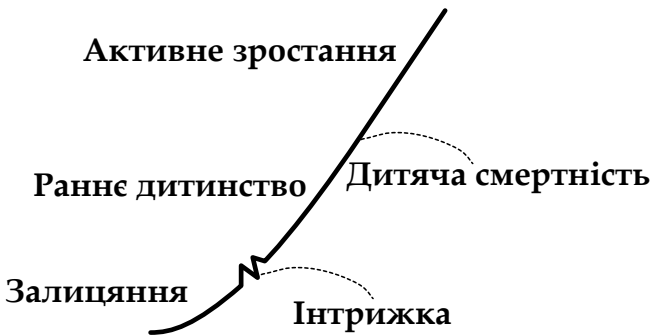 Активне зростання
Раннє дитинство
Дитяча смертність
Залицяння
Інтрижка